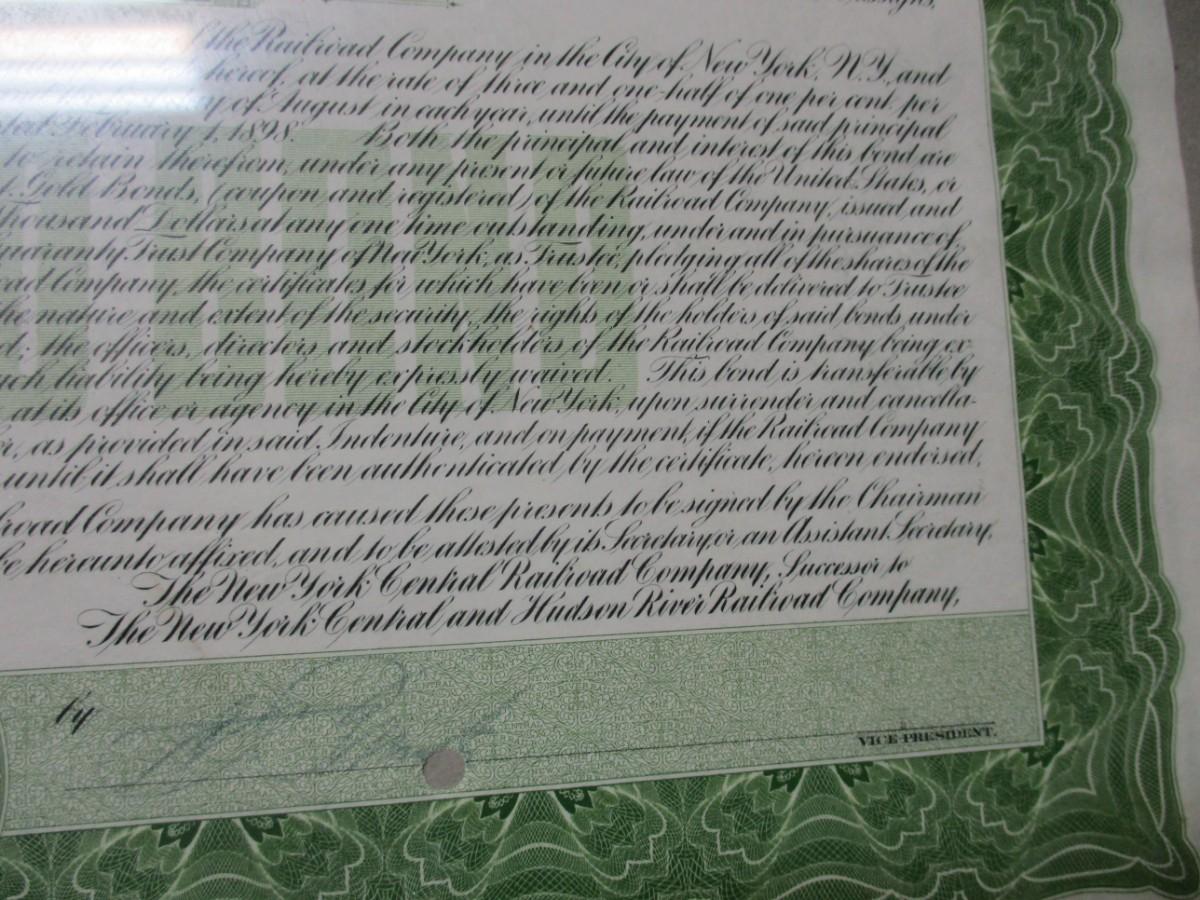 assigns,
the Railroad Company in the City of New York, N.Y., and
hereof, at the rate of three and one-half of one per cent. per
of August in each year, until the payment of said principal
February 1, 1898. Both the principal and interest of this bond are
to retain therefrom, under any present or future law of the United States, or
Gold Bonds, (coupon and registered) of the Railroad Company, issued and
Thousand Dollars at any one time outstanding, under and in pursuance of,
Guaranty Trust Company of New York, as Trustee, pledging all of the shares of the
Company, the certificates for which have been or shall be delivered to Trustee
the nature and extent of the security, the rights of the holders of said bonds under
the officers, directors, and stockholders of the Railroad Company being ex-
such liability being hereby expressly waived. This bond is transferable by
at its office or agency in the City of New York, upon surrender and cancella-
as provided in said Indenture, and on payment, if the Railroad Company
until it shall have been authenticated by the certificate, hereon endorsed.
Railroad Company has caused these presents to be signed by the Chairman
be hereunto affixed, and to be attested by its Secretary, or an Assistant Secretary,
The New York Central Railroad Company, Successor to
The New York Central and Hudson River Railroad Company,
by
VICE-PRESIDENT.